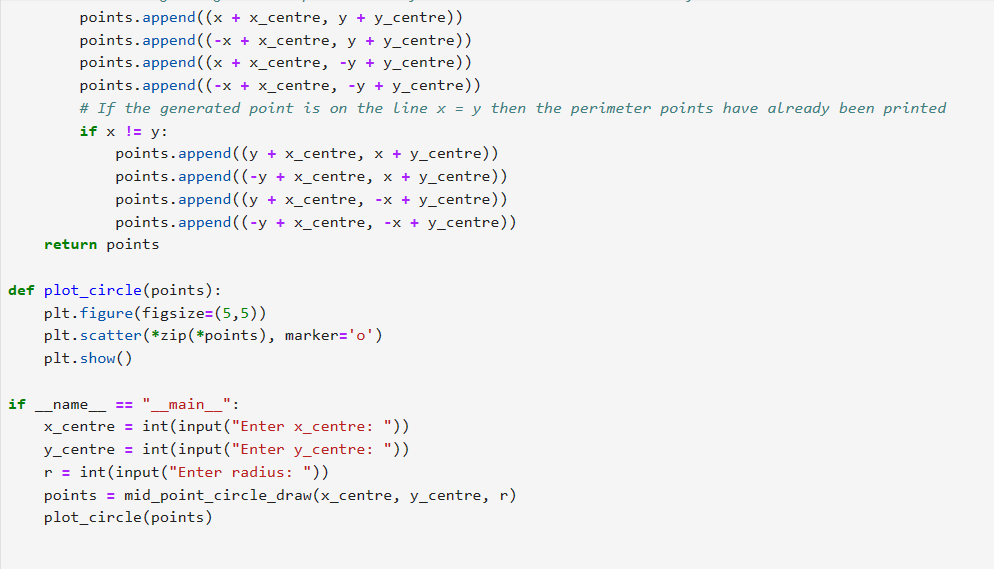 points.append((x + x_centre, y + y_centre))
        points.append((-x + x_centre, y + y_centre))
        points.append((x + x_centre, -y + y_centre))
        points.append((-x + x_centre, -y + y_centre))
        # If the generated point is on the line x = y then the perimeter points have already been printed
        if x != y:
            points.append((y + x_centre, x + y_centre))
            points.append((-y + x_centre, x + y_centre))
            points.append((y + x_centre, -x + y_centre))
            points.append((-y + x_centre, -x + y_centre))
    return points

def plot_circle(points):
    plt.figure(figsize=(5,5))
    plt.scatter(*zip(*points), marker='o')
    plt.show()

if __name__ == "__main__":
    x_centre = int(input("Enter x_centre: "))
    y_centre = int(input("Enter y_centre: "))
    r = int(input("Enter radius: "))
    points = mid_point_circle_draw(x_centre, y_centre, r)
    plot_circle(points)